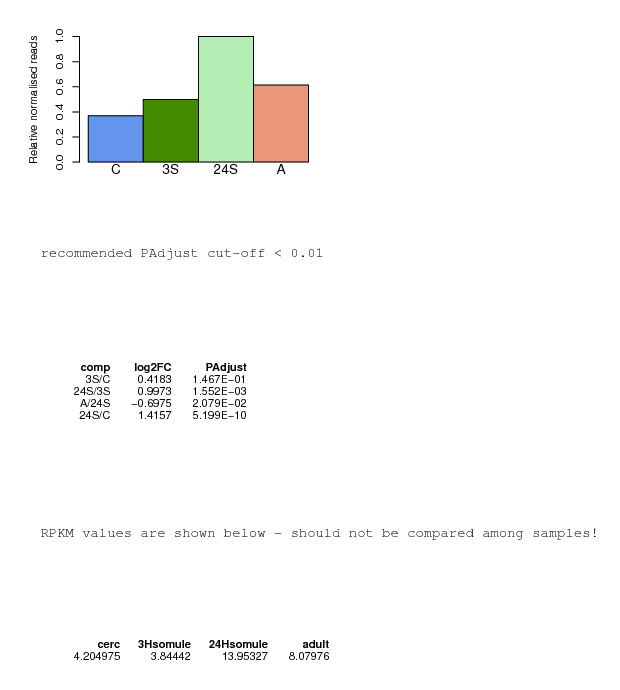 Relative normalised reads
1.0
0.8
0.6
0.4
0.2
0.0
C 3S 24S A
recommended PAdjust cut-off < 0.01
comp log2FC PAdjust
3S/C 0.4183 1.467E-01
24S/3S 0.9973 1.552E-03
A/24S -0.6975 2.079E-02
24S/C 1.4157 5.199E-10
RPKM values are shown below - should not be compared among samples!
cerc 3Hsomule 24Hsomule adult
4.204975 3.84442 13.95327 8.07976